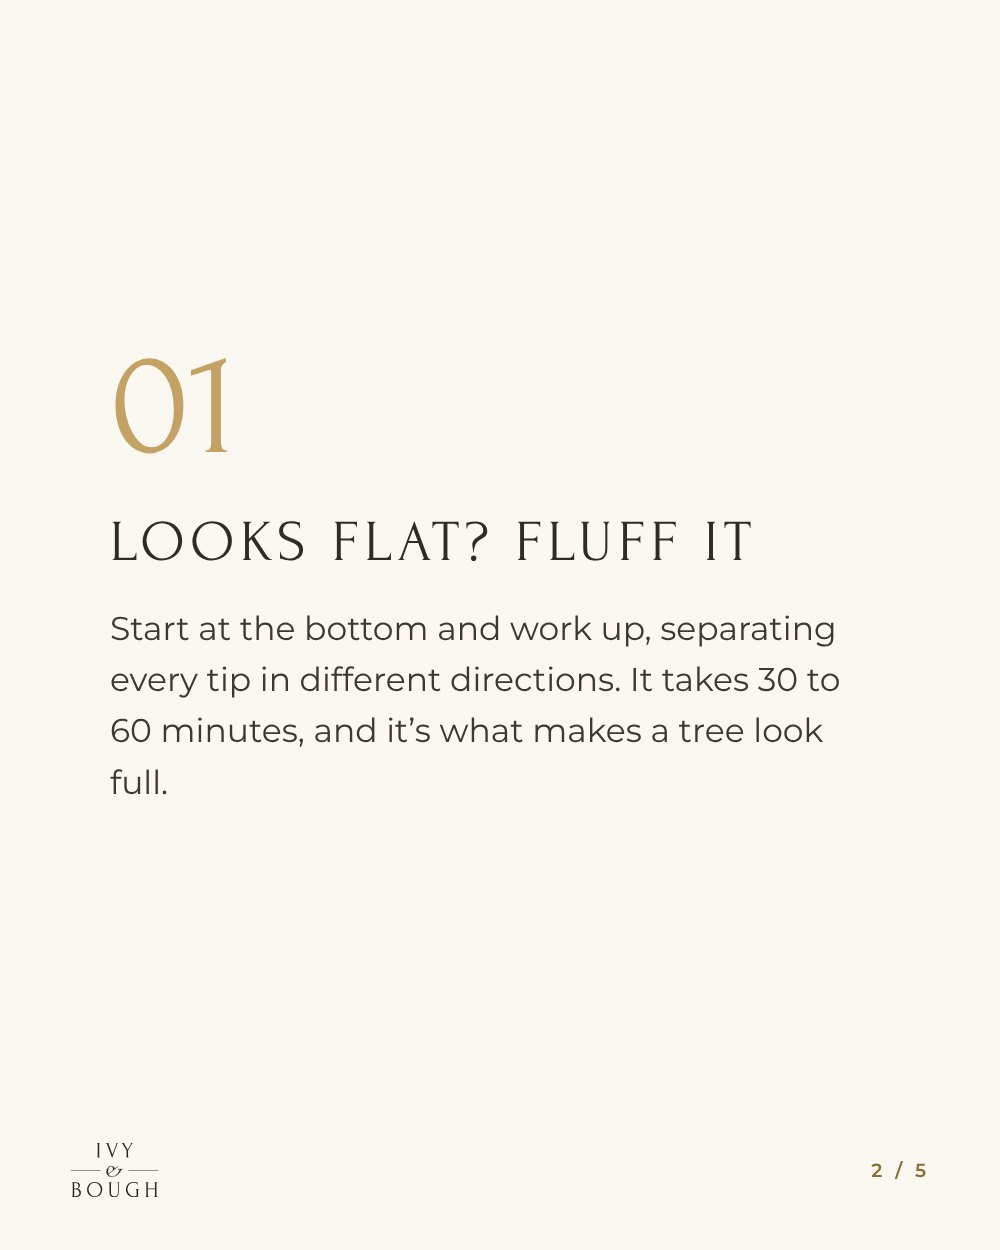 01
LOOKS FLAT? FLUFF IT
Start at the bottom and work up, separating
every tip in different directions. It takes 30 to
60 minutes, and it’s what makes a tree look
full.
IVY
&
BOUGH
2 / 5